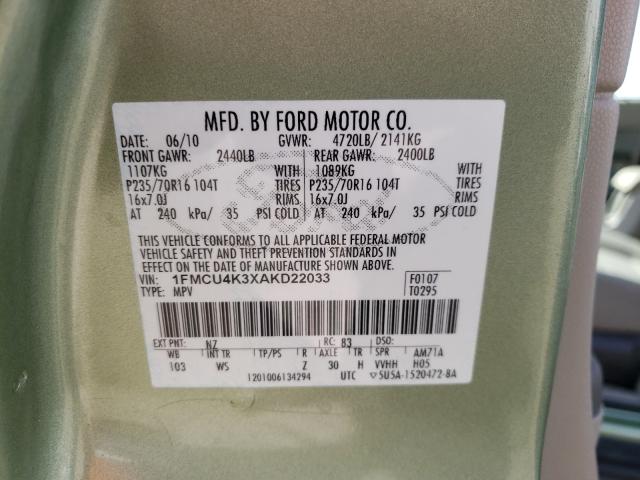 MFD. BY FORD MOTOR CO.
DATE: 06/10 GVWR: 4720LB/ 2141KG
FRONT GAWR: 2440LB REAR GAWR: 2400LB
1107KG WITH 1089KG WITH
P235/70R16 104T TIRES P235/70R16 104T TIRES
16x7.0J RIMS 16x7.0J RIMS
AT 240 kPa/ 35 PSI COLD AT 240 kPa/ 35 PSI COLD
THIS VEHICLE CONFORMS TO ALL APPLICABLE FEDERAL MOTOR
VEHICLE SAFETY AND THEFT PREVENTION STANDARDS IN
EFFECT ON THE DATE OF MANUFACTURE SHOWN ABOVE.
VIN: 1FMCU4K3XAKD22033 F0107
TYPE: MPV T0295
EXT PNT: NZ RC: 83 DSO:
WB INT TR TP/PS R AXLE TR SPR AM71A
103 WS Z 30 H VVHH H05
1201006134294 UTC ▽5U5A-1520472-BA